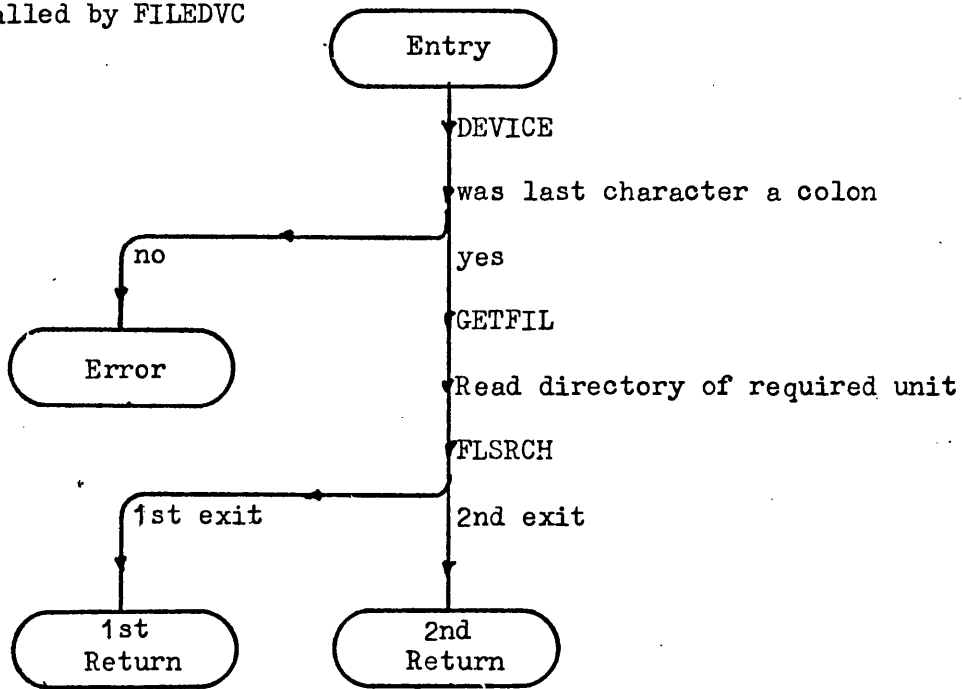 by FILEDVC
Entry
DEVICE
was last character a colon
no
yes
GETFIL
Error
Read directory of required unit
FLSRCH
1st exit
2nd exit
1st
Return
2nd
Return